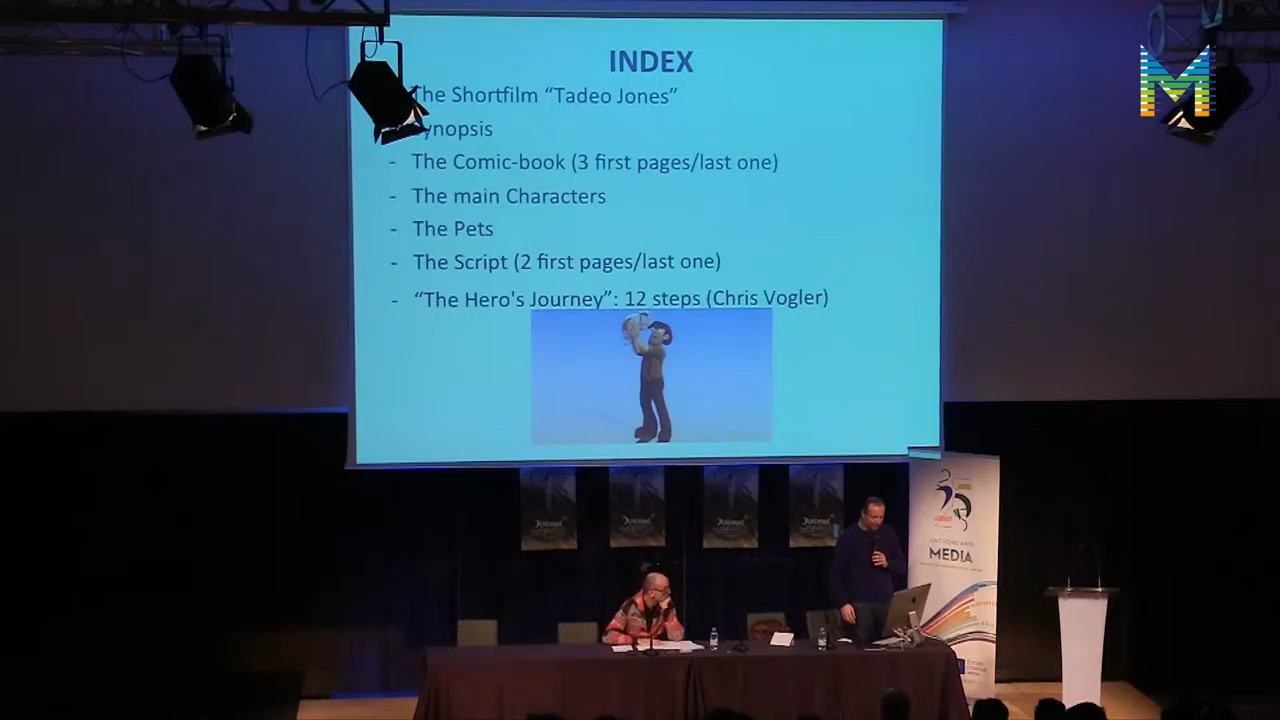 INDEX
The Shortfilm “Tadeo Jones”
ynopsis
- The Comic-book (3 first pages/last one)
- The main Characters
- The Pets
- The Script (2 first pages/last one)
- “The Hero's Journey”: 12 steps (Chris Vogler)
M
MEDIA